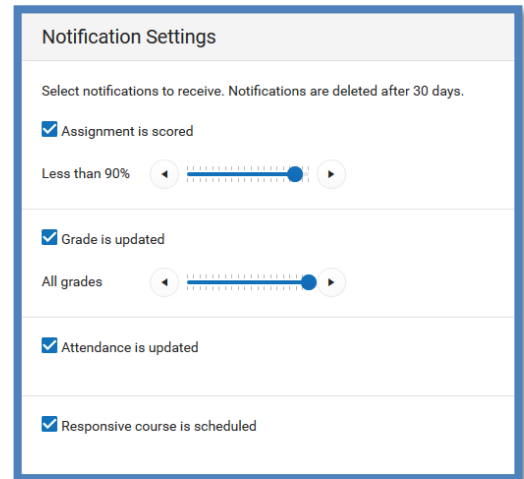 Notification Settings
Select notifications to receive. Notifications are deleted after 30 days.
Assignment is scored
Less than 90%
Grade is updated
All grades
Attendance is updated
Responsive course is scheduled